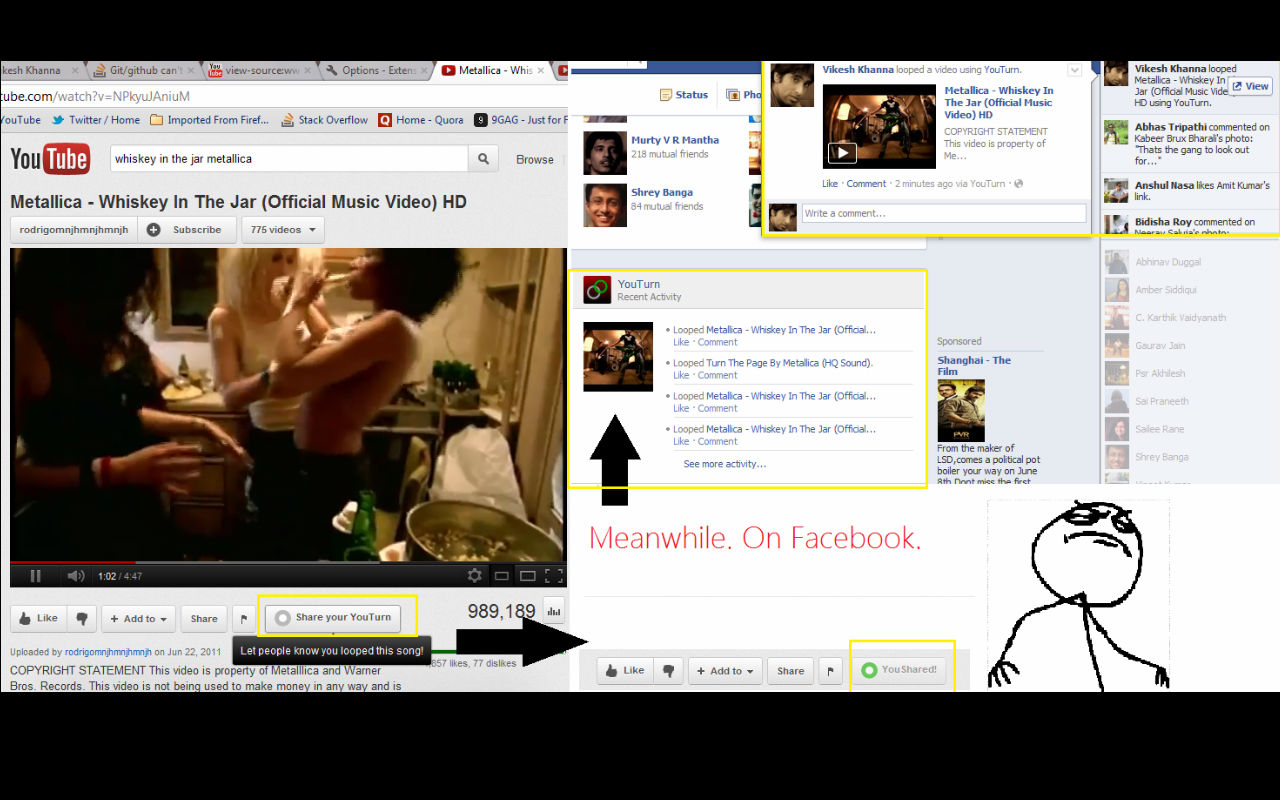 kesh Khanna
Git/github can't
view-source:ww
Options - Extens
Metallica - Whis
tube.com/watch?v=NPkyuJAniuM
YouTube
Twitter / Home
Imported From Firef...
Stack Overflow
Home - Quora
9GAG - Just for F
YouTube
whiskey in the jar metallica
Browse
Metallica - Whiskey In The Jar (Official Music Video) HD
rodrigomnjhmnjhmnjh
Subscribe
775 videos
1:02 / 4:47
Like
Add to
Share
Share your YouTurn
989,189
Let people know you looped this song!
Uploaded by rodrigomnjhmnjhmnjh on Jun 22, 2011
,857 likes, 77 dislikes
COPYRIGHT STATEMENT This video is property of Metalllica and Warner
Bros. Records. This video is not being used to make money in any way and is
Status
Pho
Murty V R Mantha
218 mutual friends
Shrey Banga
84 mutual friends
Vikesh Khanna looped a video using YouTurn.
Metallica - Whiskey In
The Jar (Official Music
Video) HD
COPYRIGHT STATEMENT
This video is property of
Me...
Like · Comment · 2 minutes ago via YouTurn ·
Write a comment...
Vikesh Khanna looped
Metallica - Whiskey In
The Jar (Official Music Video)
HD using YouTurn.
View
Abhas Tripathi commented on
Kabeer Brux Bharali's photo:
"Thats the gang to look out
for..."
Anshul Nasa likes Amit Kumar's
link.
Bidisha Roy commented on
Neerav Saluja's photo:
Abhinav Duggal
Amber Siddiqui
C. Karthik Vaidyanath
Gaurav Jain
Psr Akhilesh
Sai Praneeth
Sailee Rane
Shrey Banga
YouTurn
Recent Activity
Looped Metallica - Whiskey In The Jar (Official...
Like · Comment
Looped Turn The Page By Metallica (HQ Sound).
Like · Comment
Looped Metallica - Whiskey In The Jar (Official...
Like · Comment
Looped Metallica - Whiskey In The Jar (Official...
Like · Comment
See more activity...
Sponsored
Shanghai - The
Film
PVR
From the maker of
LSD,comes a political pot
boiler your way on June
8th.Dont miss the first
Meanwhile. On Facebook.
Like
Add to
Share
YouShared!